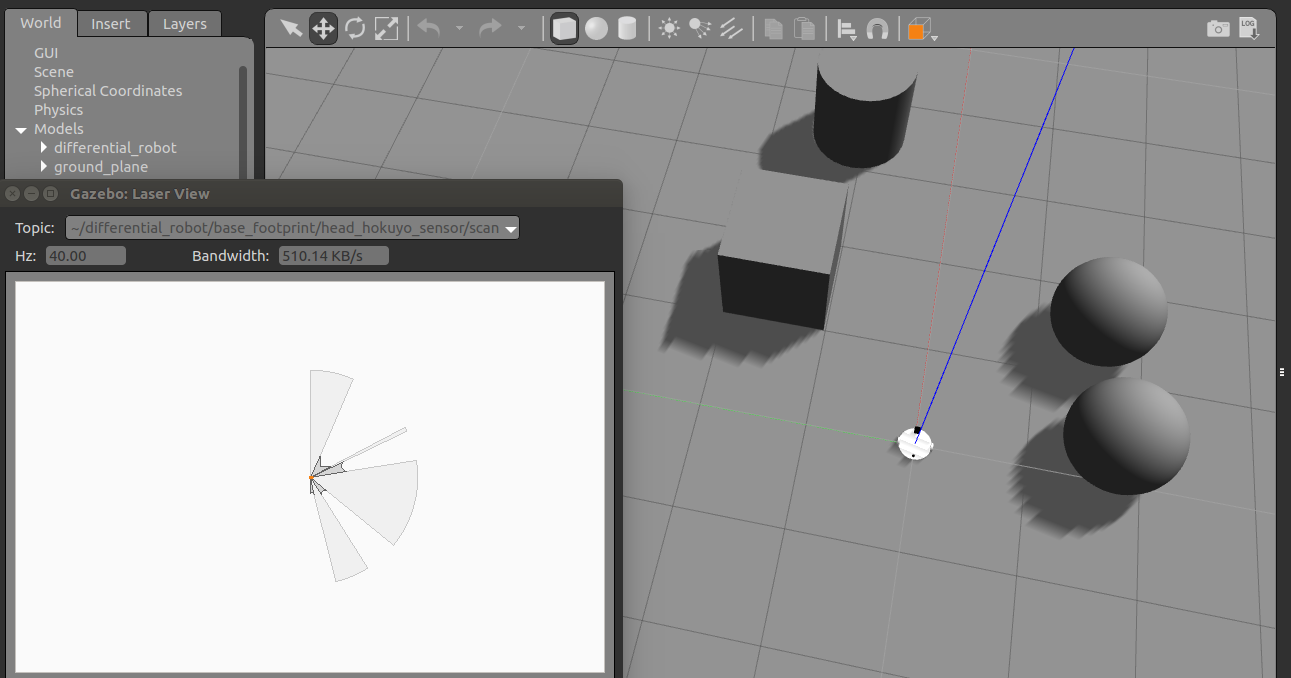 World Insert Layers
GUI
Scene
Spherical Coordinates
Physics
Models
differential_robot
ground_plane
LOG
Gazebo: Laser View
Topic: ~/differential_robot/base_footprint/head_hokuyo_sensor/scan
Hz: 40.00 Bandwidth: 510.14 KB/s